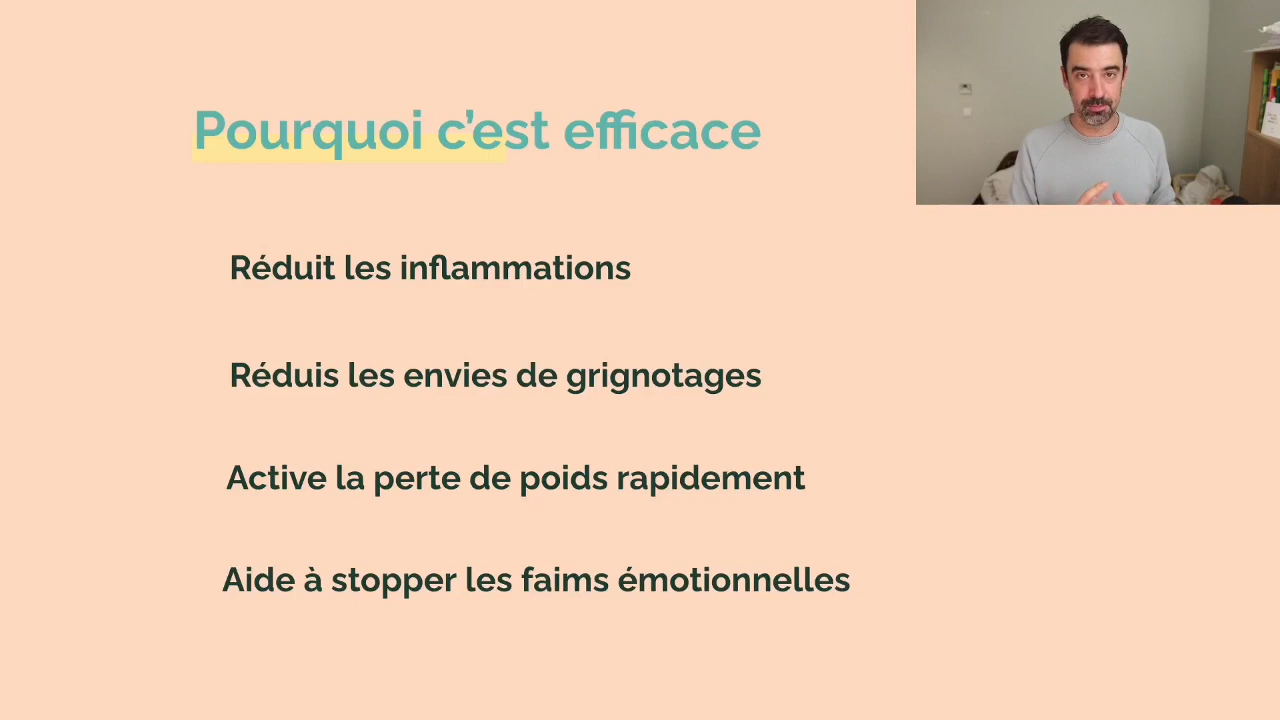 Pourquoi c’est efficace
Réduit les inflammations
Réduis les envies de grignotages
Active la perte de poids rapidement
Aide à stopper les faims émotionnelles